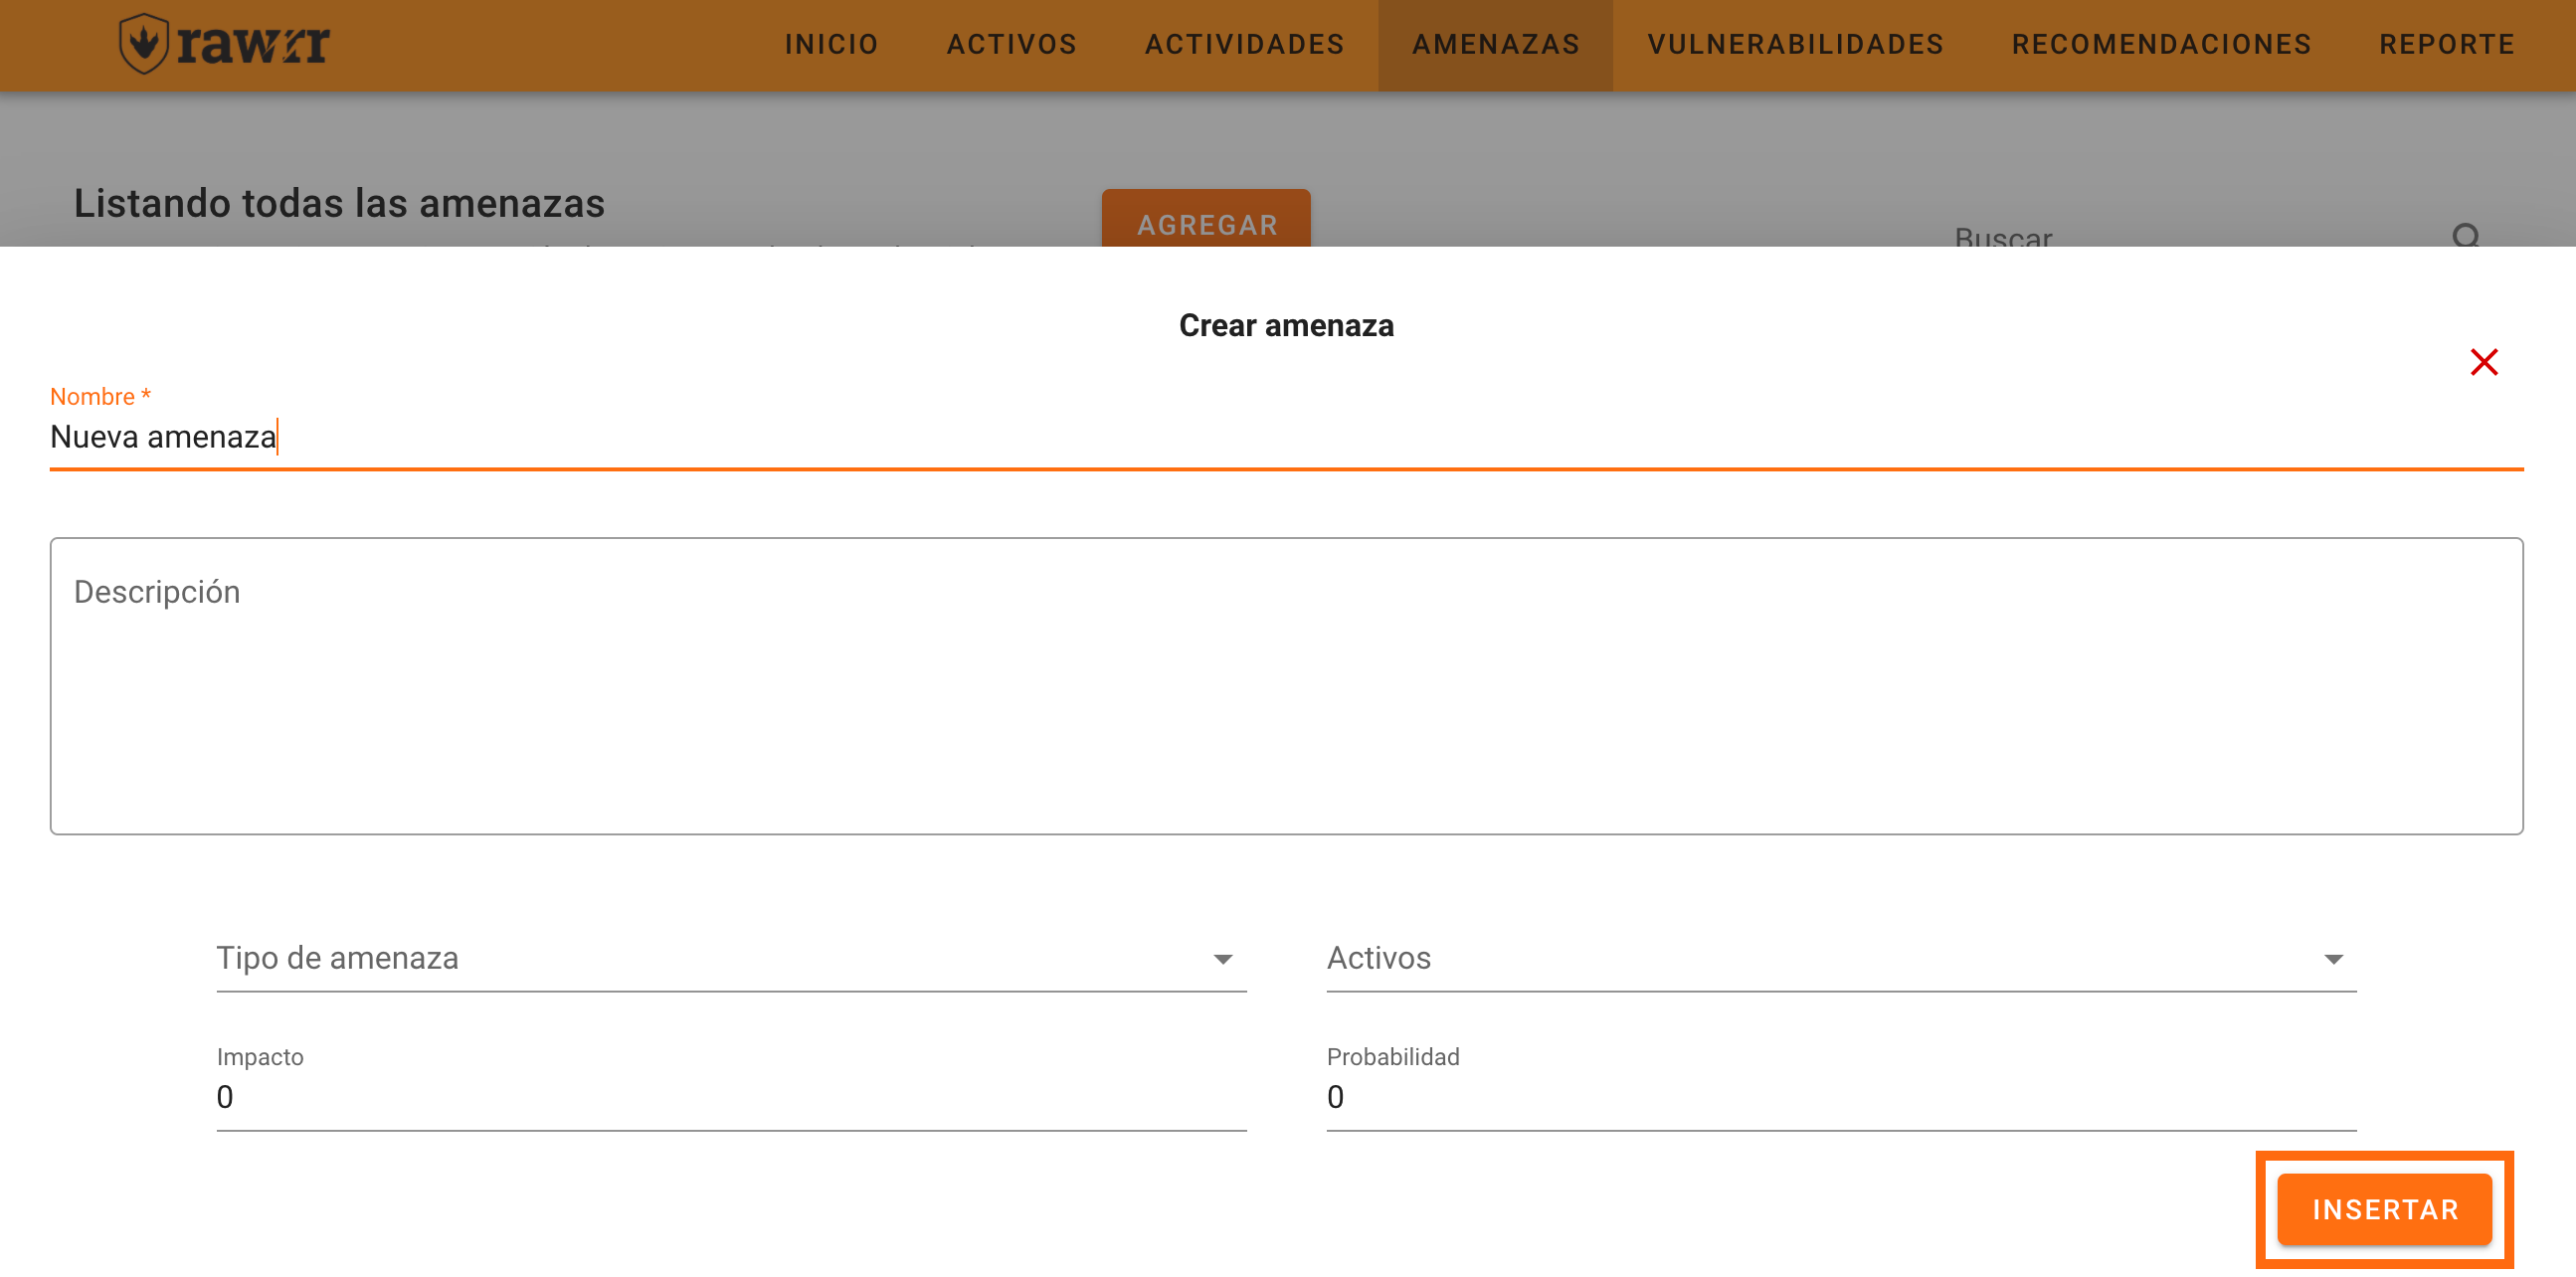 rawrr
INICIO ACTIVOS ACTIVIDADES AMENAZAS VULNERABILIDADES RECOMENDACIONES REPORTE
Listando todas las amenazas
AGREGAR
Buscar
Crear amenaza
Nombre *
Nueva amenaza
Descripción
Tipo de amenaza
Activos
Impacto
Probabilidad
0
0
INSERTAR